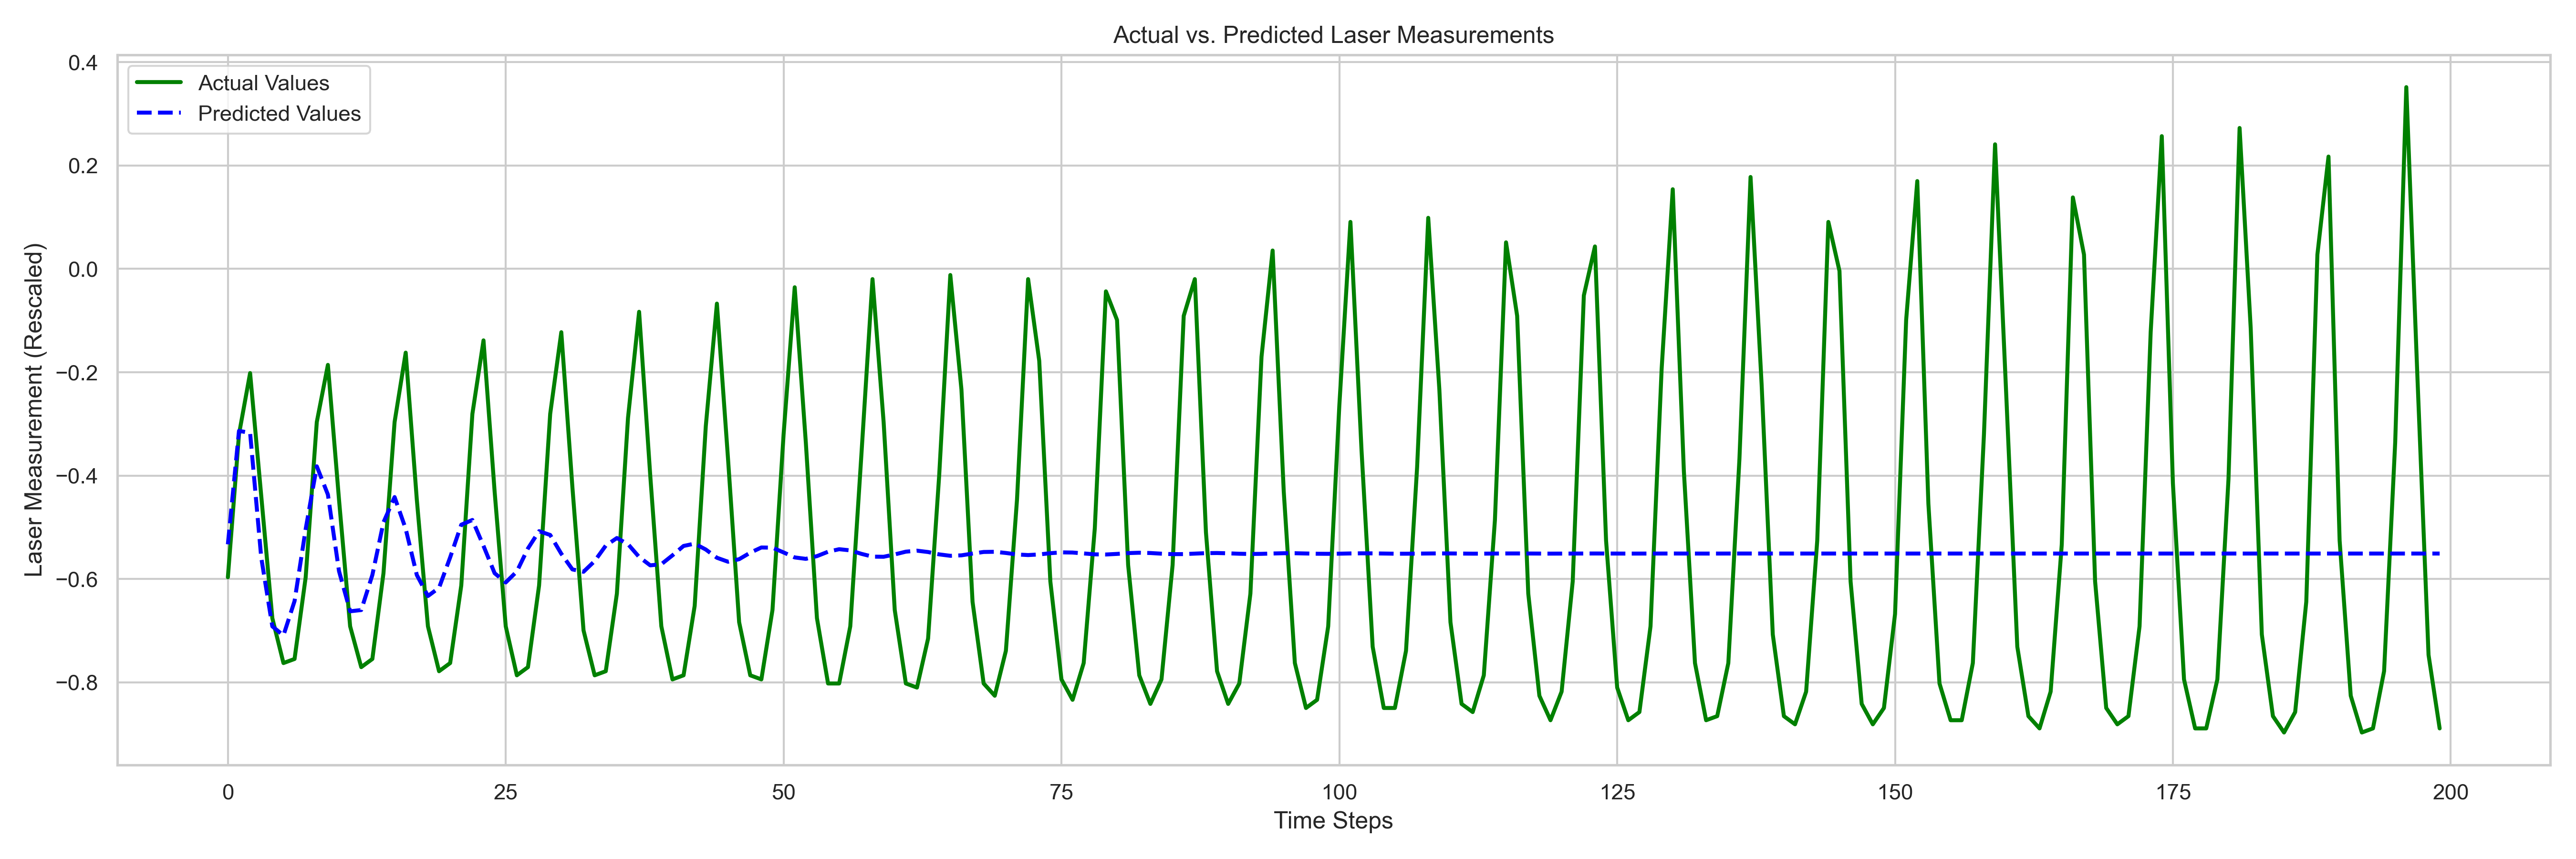 Actual vs. Predicted Laser Measurements
Actual Values
Predicted Values
Laser Measurement (Rescaled)
0.4
0.2
0.0
−0.2
−0.4
−0.6
−0.8
0 25 50 75 100 125 150 175 200
Time Steps